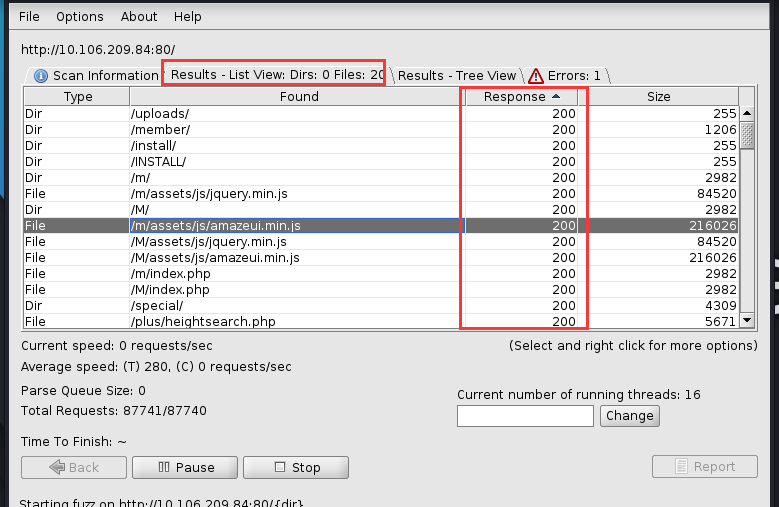 File Options About Help
http://10.106.209.84:80/
Scan Information Results - List View: Dirs: 0 Files: 20 Results - Tree View Errors: 1
Type Found Response Size
Dir /uploads/ 200 255
Dir /member/ 200 1206
Dir /install/ 200 255
Dir /INSTALL/ 200 255
Dir /m/ 200 2982
File /m/assets/js/jquery.min.js 200 84520
Dir /M/ 200 2982
File /m/assets/js/amazeui.min.js 200 216026
File /M/assets/js/jquery.min.js 200 84520
File /M/assets/js/amazeui.min.js 200 216026
File /m/index.php 200 2982
File /M/index.php 200 2982
Dir /special/ 200 4309
File /plus/heightsearch.php 200 5671
Current speed: 0 requests/sec (Select and right click for more options)
Average speed: (T) 280, (C) 0 requests/sec
Parse Queue Size: 0
Current number of running threads: 16
Total Requests: 87741/87740
Change
Time To Finish: ~
Back Pause Stop Report
Starting fuzz on http://10.106.209.84:80/{dir}